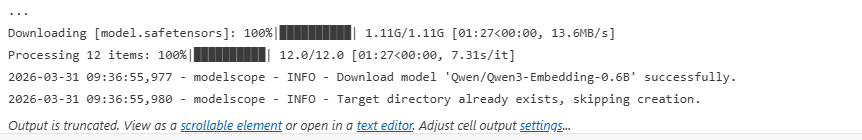 ...
Downloading [model.safetensors]: 100%|██████████| 1.11G/1.11G [01:27<00:00, 13.6MB/s]
Processing 12 items: 100%|██████████| 12.0/12.0 [01:27<00:00, 7.31s/it]
2026-03-31 09:36:55,977 - modelscope - INFO - Download model 'Qwen/Qwen3-Embedding-0.6B' successfully.
2026-03-31 09:36:55,980 - modelscope - INFO - Target directory already exists, skipping creation.
Output is truncated. View as a scrollable element or open in a text editor. Adjust cell output settings...